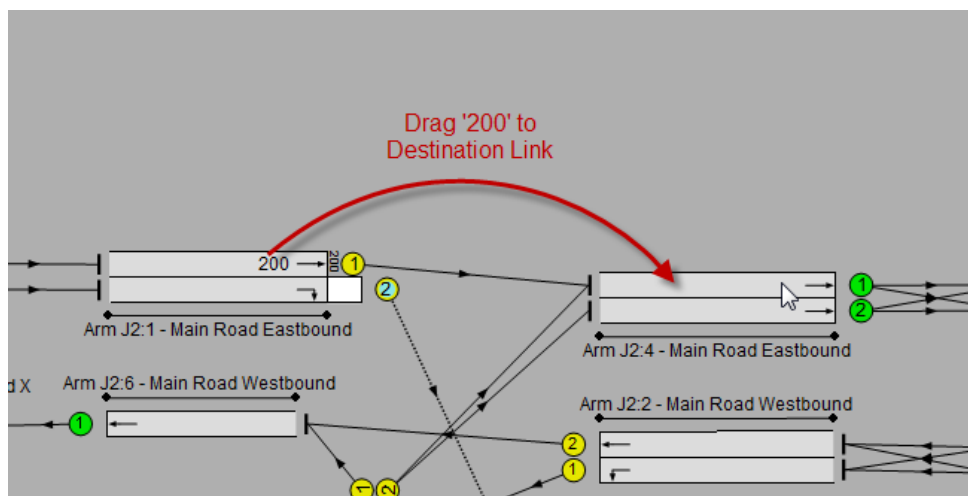 Drag '200' to
Destination Link
200
200
1
2
1
2
Arm J2:1 - Main Road Eastbound
Arm J2:4 - Main Road Eastbound
d X
Arm J2:6 - Main Road Westbound
Arm J2:2 - Main Road Westbound
1
2
1
1
2